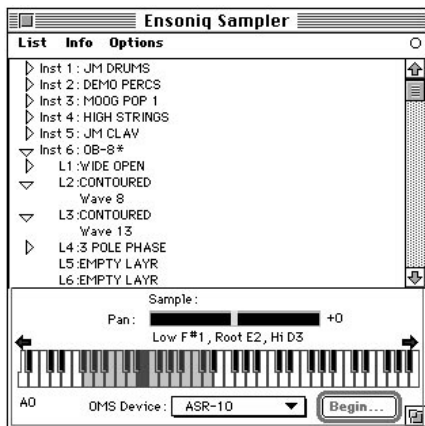 Ensoniq Sampler
List Info Options
Inst 1 : JM DRUMS
Inst 2 : DEMO PERCS
Inst 3 : MOOG POP 1
Inst 4 : HIGH STRINGS
Inst 5 : JM CLAV
Inst 6 : OB-8*
L1 :WIDE OPEN
L2 :CONTOURED
Wave 8
L3 :CONTOURED
Wave 13
L4 :3 POLE PHASE
L5 :EMPTY LAYR
L6 :EMPTY LAYR
Sample :
Pan : +0
Low F#1 , Root E2 , Hi D3
A0 OMS Device : ASR-10 Begin...